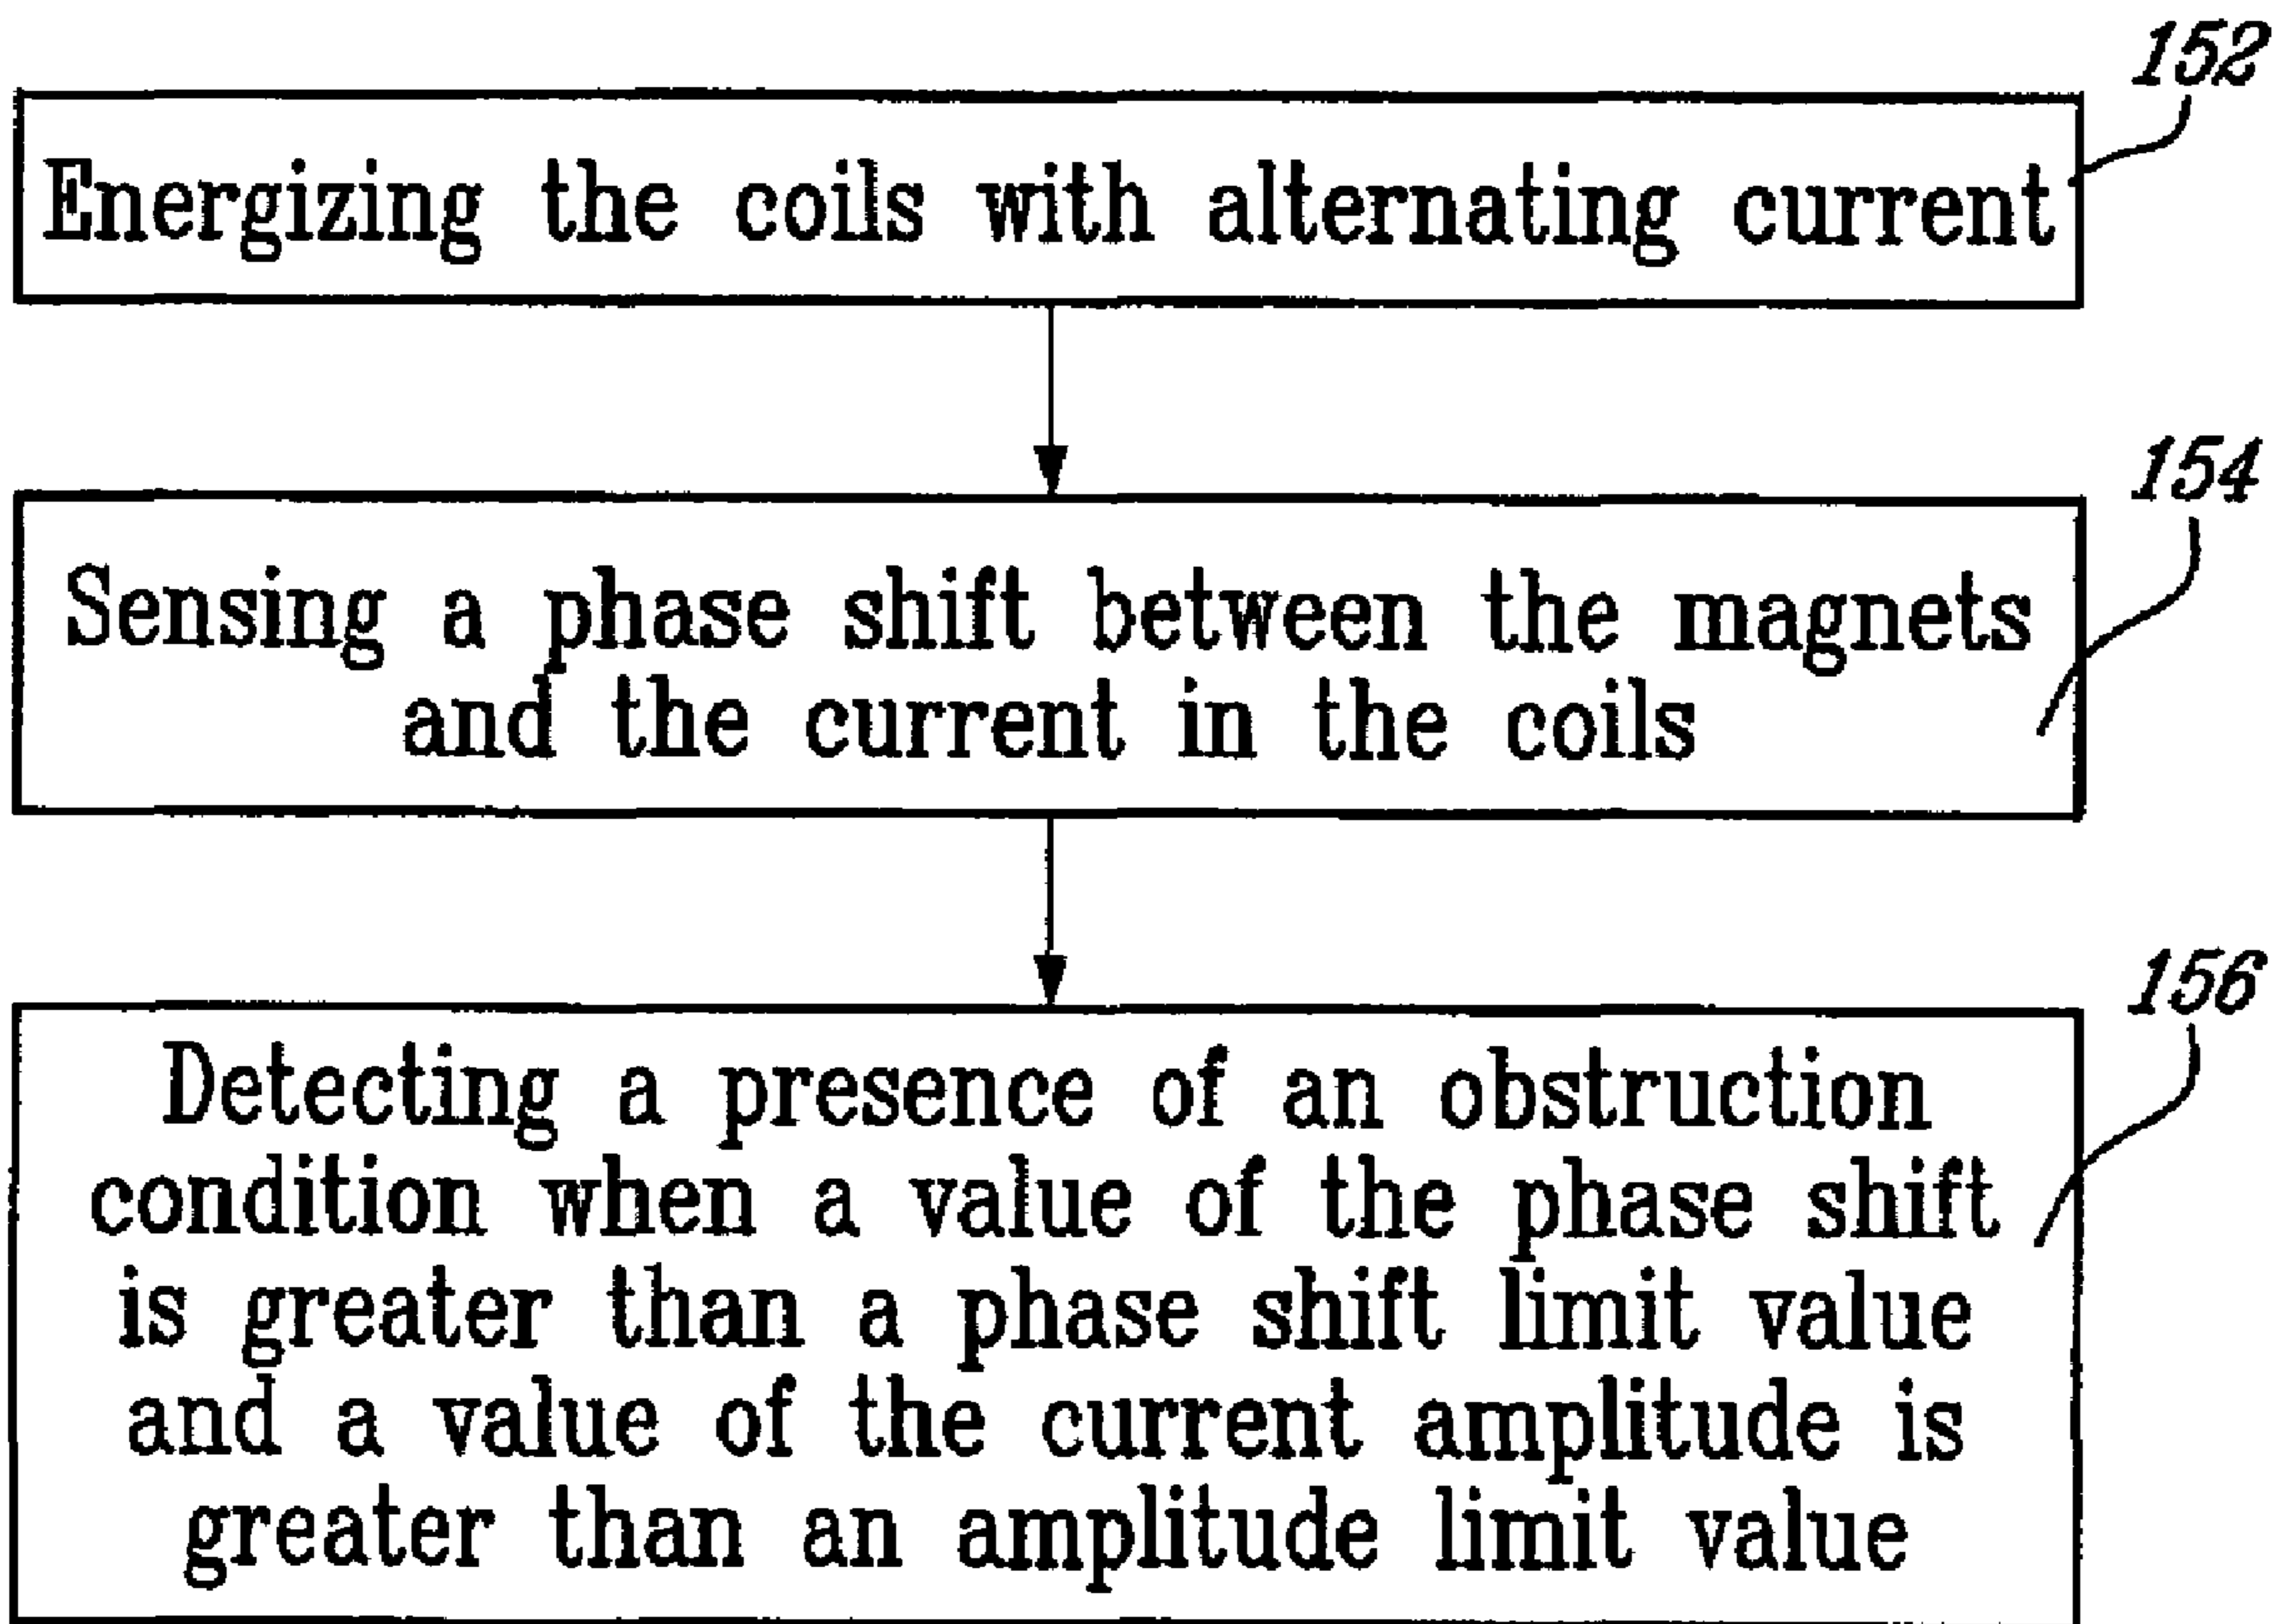 152
Energizing the coils with alternating current
154
Sensing a phase shift between the magnets
and the current in the coils
156
Detecting a presence of an obstruction
condition when a value of the phase shift
is greater than a phase shift limit value
and a value of the current amplitude is
greater than an amplitude limit value